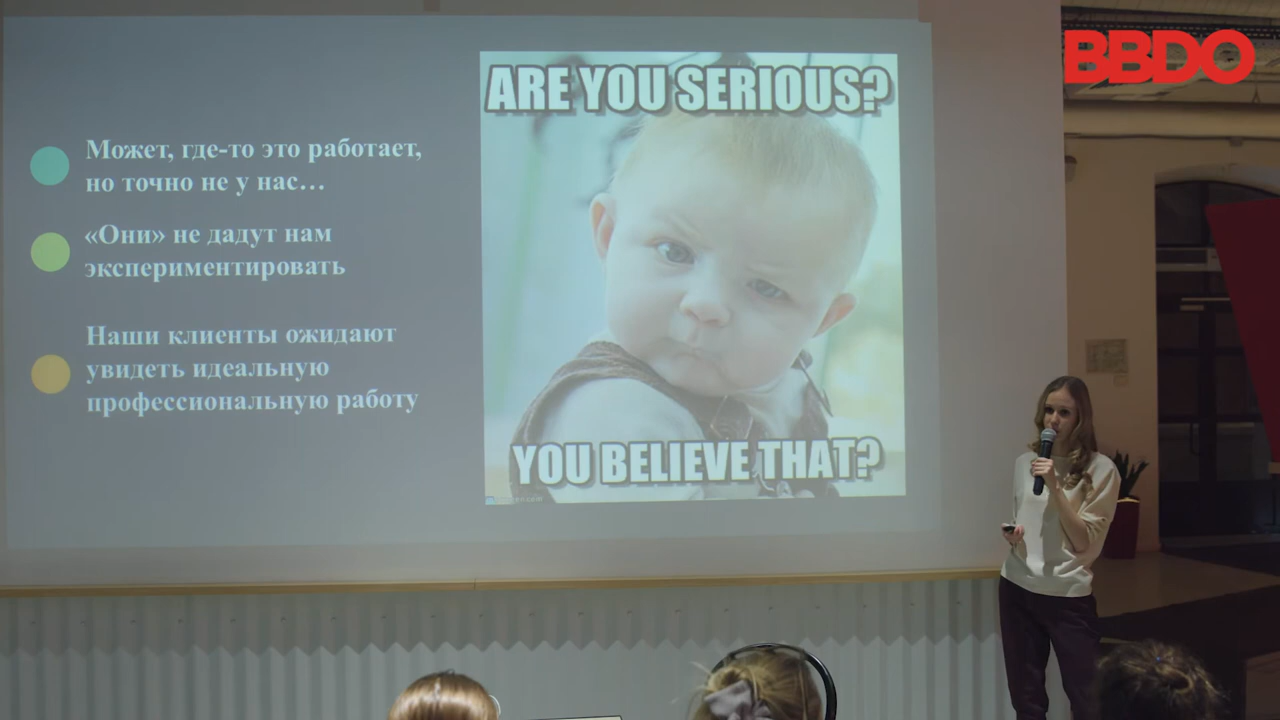 BBDO
ARE YOU SERIOUS?
Может, где-то это работает,
но точно не у нас...
«Они» не дадут нам
экспериментировать
Наши клиенты ожидают
увидеть идеальную
профессиональную работу
YOU BELIEVE THAT?